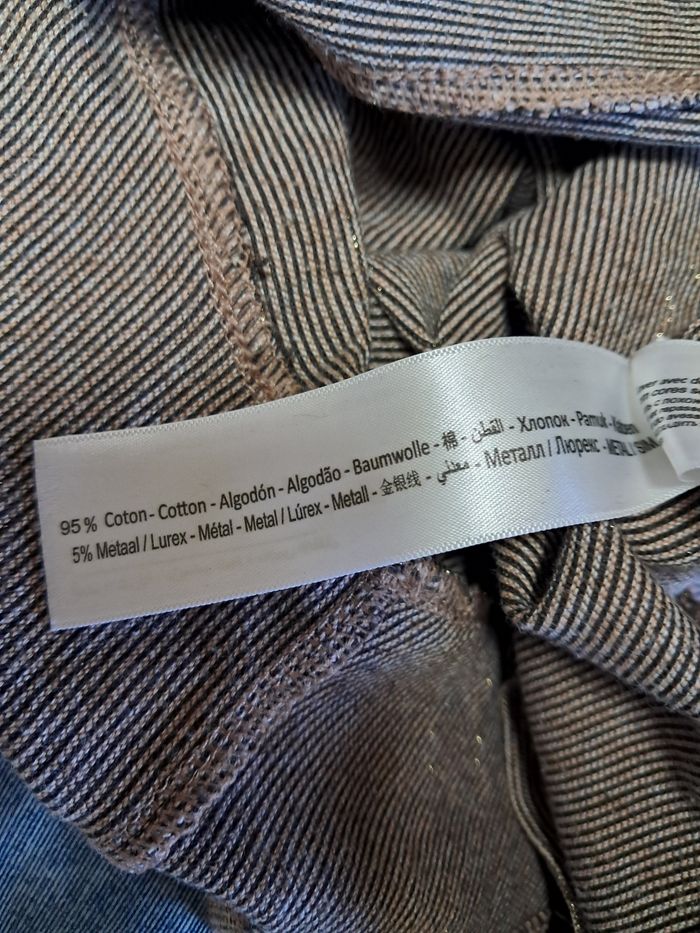 95 % Coton - Cotton - Algodón - Algodão - Baumwolle - 棉 - القطن - Хлопок - Pamuk -
5% Metaal / Lurex - Métal - Metal / Lúrex - Metall - 金银线 - معدني - Металл / Люрекс - METAL /
avec